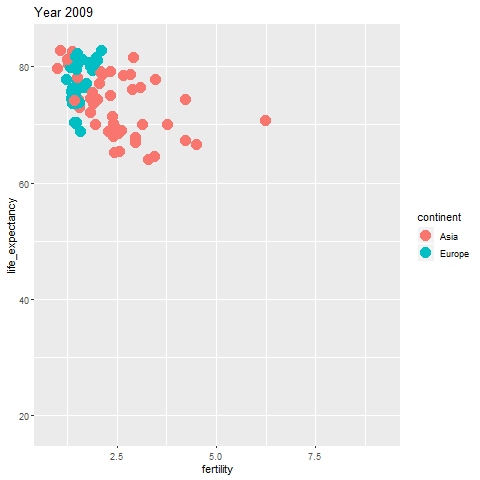 Year 2009
80
60
40
20
life_expectancy
2.5
5.0
7.5
fertility
continent
Asia
Europe